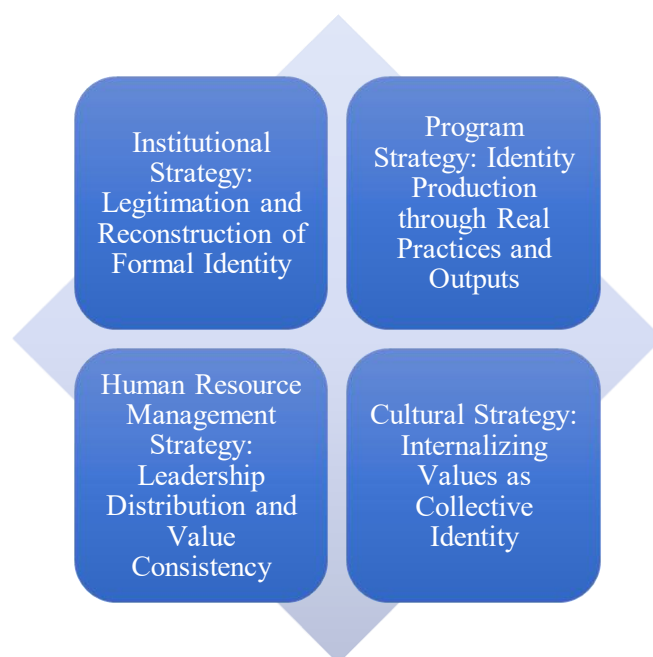 Institutional
Strategy:
Legitimation and
Reconstruction of
Formal Identity
Program
Strategy: Identity
Production
through Real
Practices and
Outputs
Human Resource
Management
Strategy:
Leadership
Distribution and
Value
Consistency
Cultural Strategy:
Internalizing
Values as
Collective
Identity